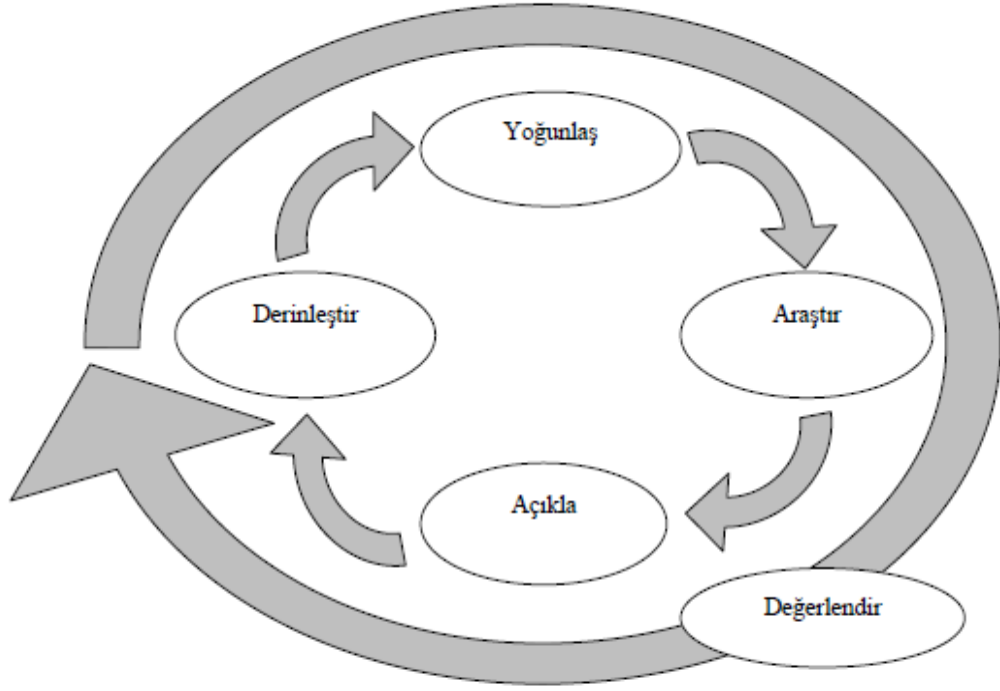 Yoğunlaş
Derinleştir
Araştır
Açıkla
Değerlendir